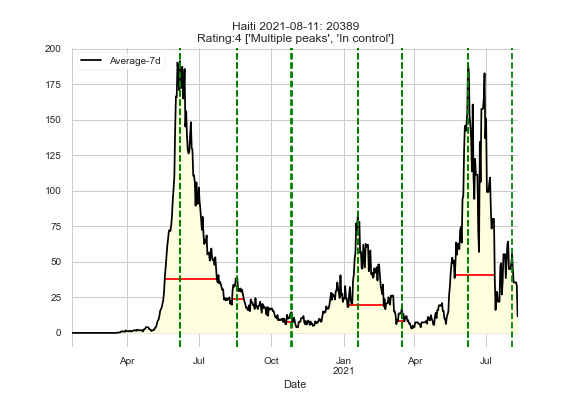 Haiti 2021-08-11: 20389
Rating:4 ['Multiple peaks', 'In control']
200
Average-7d
175
150
125
100
75
50
25
0
Apr Jul Oct Jan Apr Jul
2021
Date